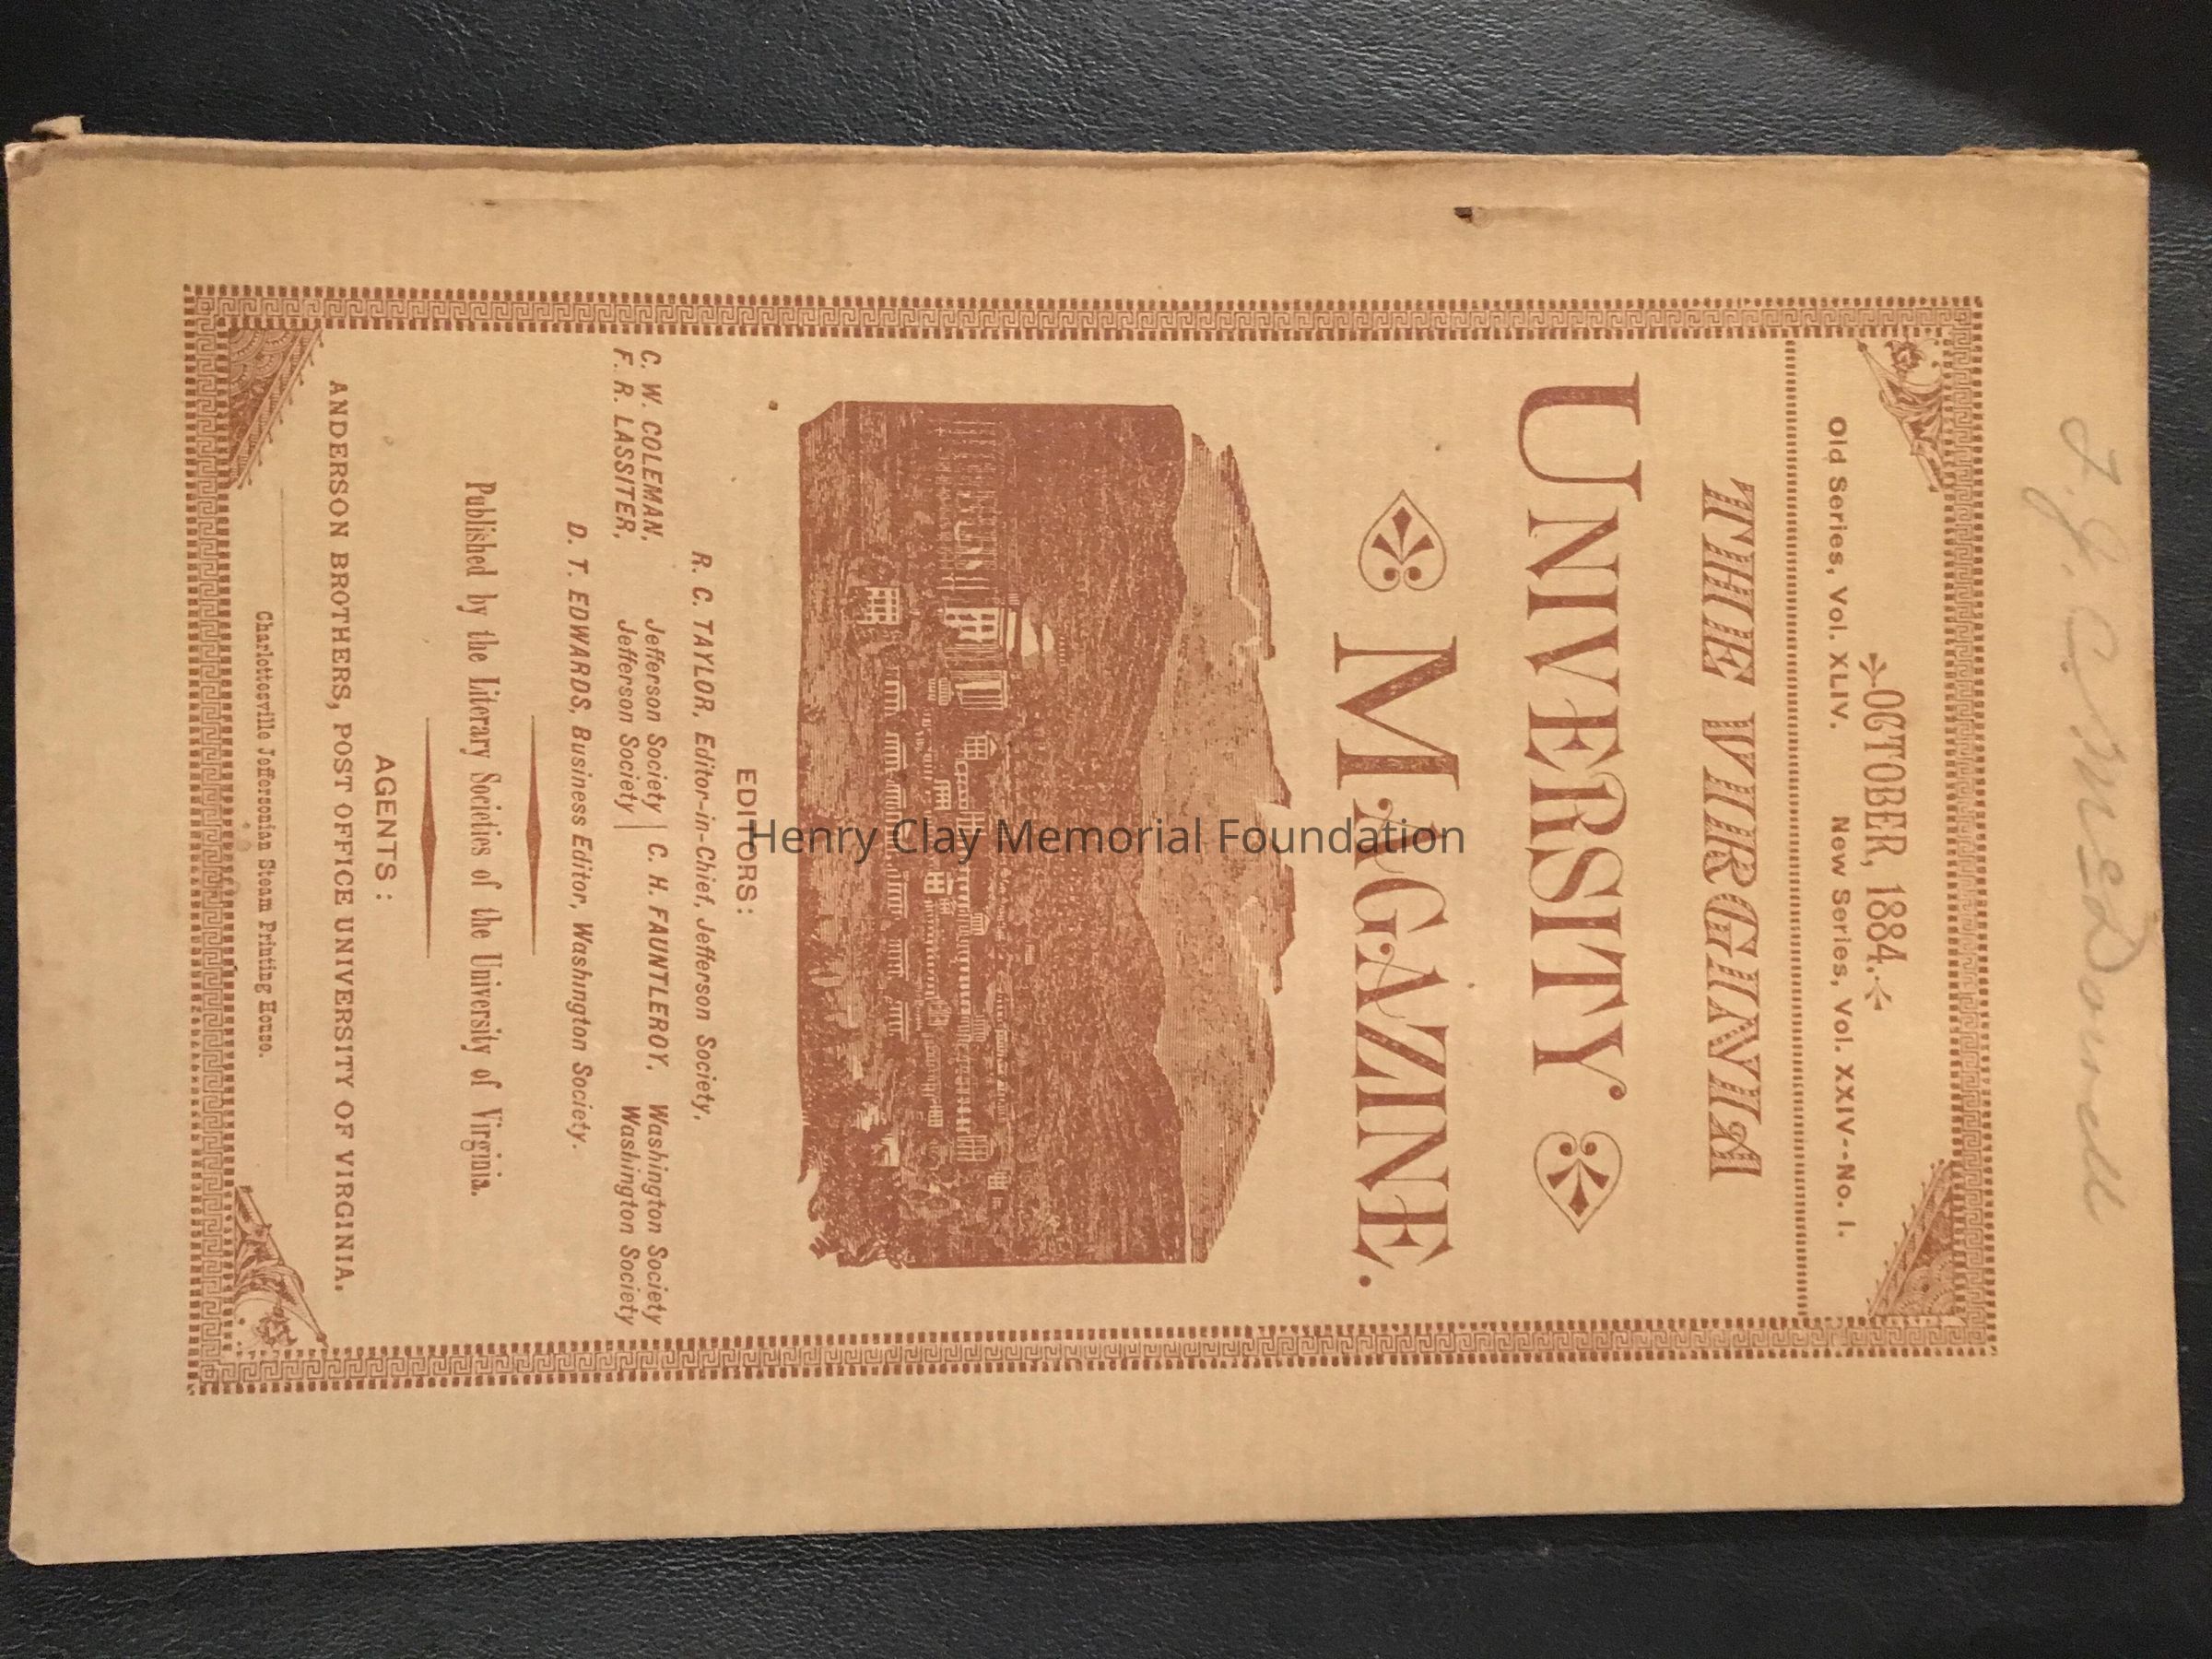 T. G. C. McDowell
OCTOBER, 1884.
Old Series, Vol. XLIV. New Series, Vol. XXIV--No. 1.
THE VIRGINIA
UNIVERSITY
MAGAZINE.
EDITORS:
R. C. TAYLOR, Editor-in-Chief, Jefferson Society,
C. W. COLEMAN, Jefferson Society | C. H. FAUNTLEROY, Washington Society
F. R. LASSITER, Jefferson Society | Washington Society
D. T. EDWARDS, Business Editor, Washington Society.
Published by the Literary Societies of the University of Virginia.
AGENTS:
ANDERSON BROTHERS, POST OFFICE UNIVERSITY OF VIRGINIA.
Charlottesville Jeffersonian Steam Printing House.
Henry Clay Memorial Foundation